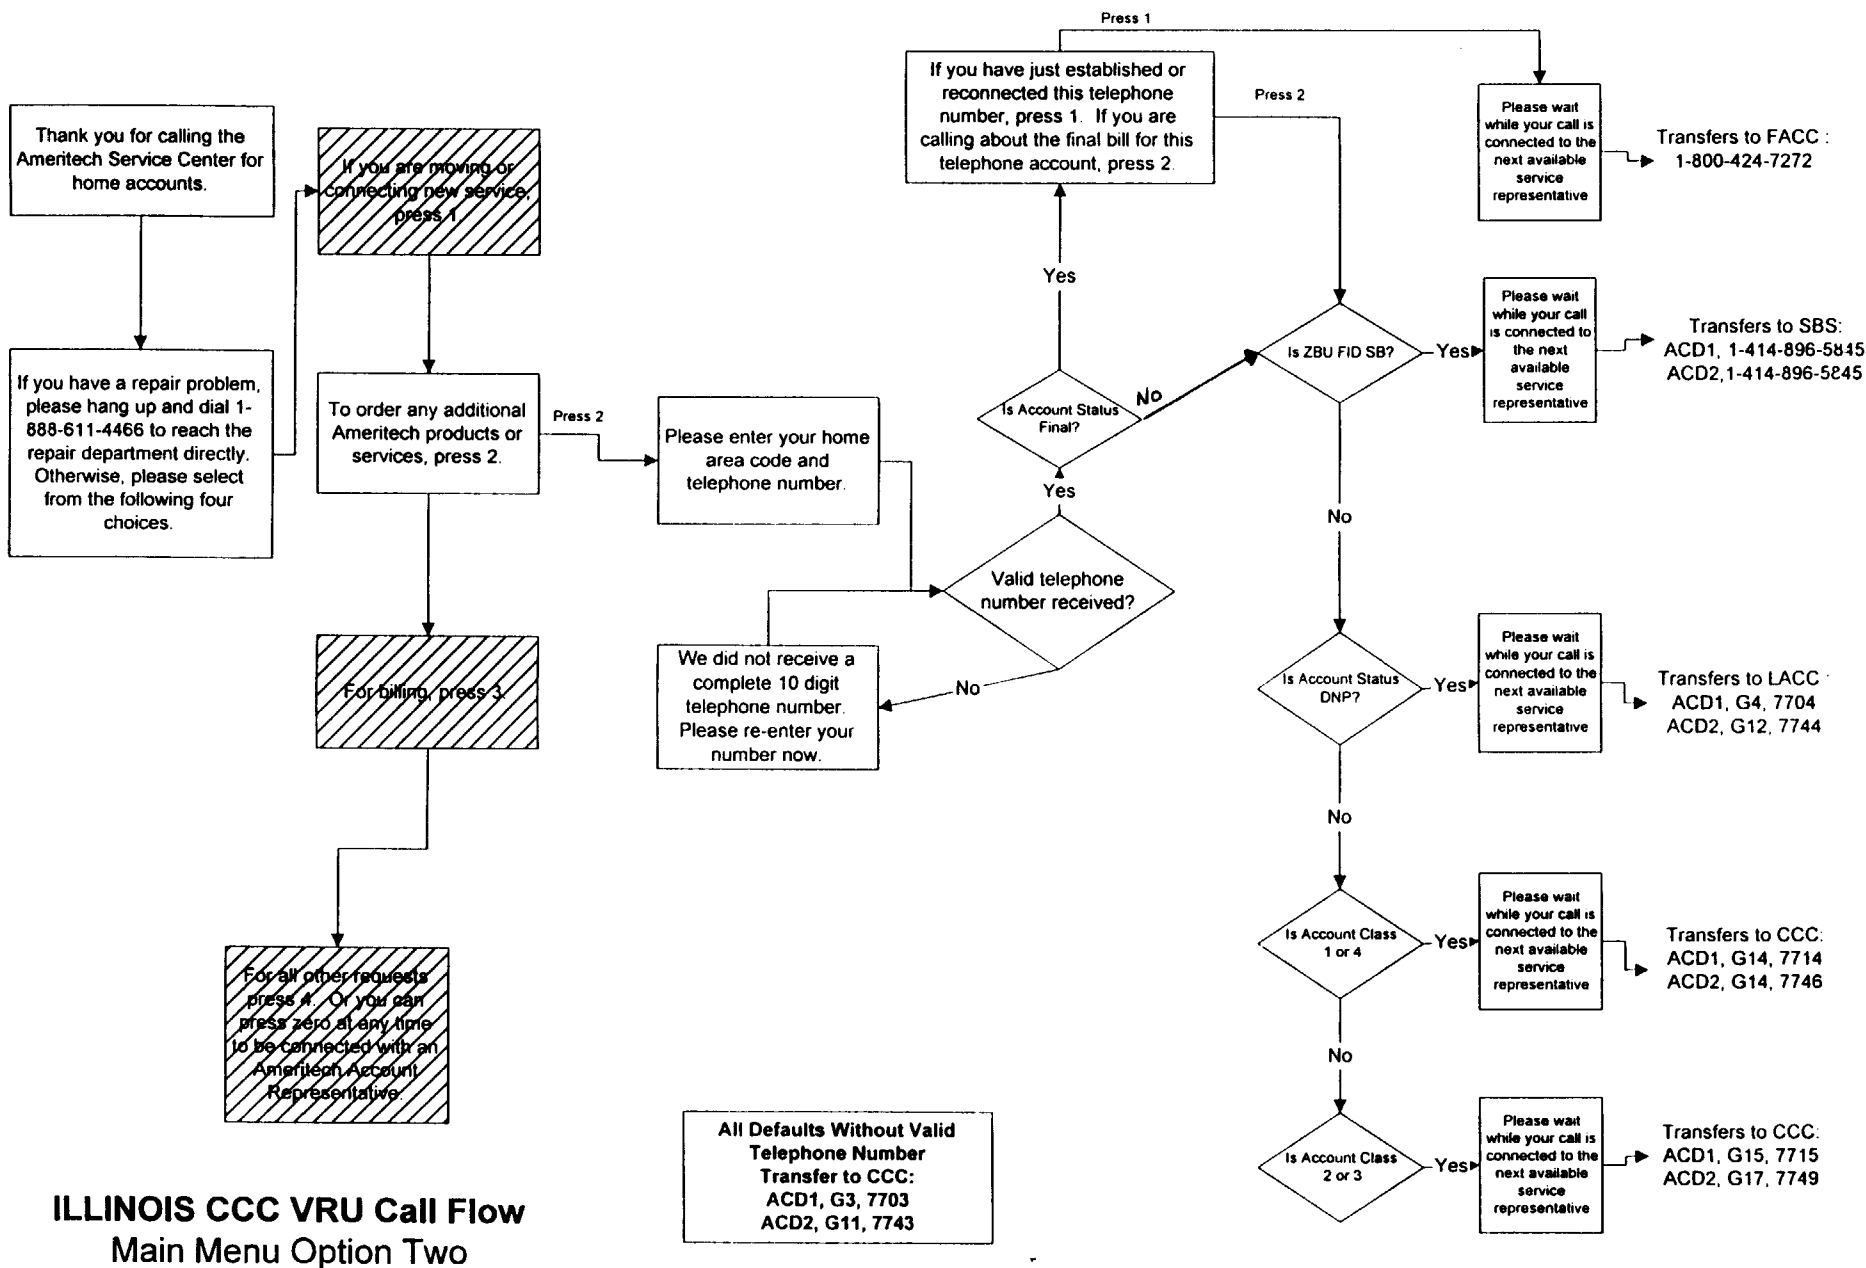 Press 1
Thank you for calling the
Ameritech Service Center for
home accounts.
If you are moving or
connecting new service,
press 1.
If you have just established or
reconnected this telephone
number, press 1. If you are
calling about the final bill for this
telephone account, press 2.
Press 2
Please wait
while your call is
connected to the
next available
service
representative
Transfers to FACC :
1-800-424-7272
Yes
If you have a repair problem,
please hang up and dial 1-
888-611-4466 to reach the
repair department directly.
Otherwise, please select
from the following four
choices.
To order any additional
Ameritech products or
services, press 2.
Press 2
Please enter your home
area code and
telephone number.
Is Account Status
Final?
No
Is ZBU FID SB?
Yes
Please wait
while your call
is connected to
the next
available
service
representative
Transfers to SBS:
ACD1, 1-414-896-5845
ACD2,1-414-896-5845
Yes
No
Valid telephone
number received?
For billing, press 3.
We did not receive a
complete 10 digit
telephone number.
Please re-enter your
number now.
No
Is Account Status
DNP?
Yes
Please wait
while your call is
connected to the
next available
service
representative
Transfers to LACC
ACD1, G4, 7704
ACD2, G12, 7744
No
For all other requests
press 4. Or you can
press zero at any time
to be connected with an
Ameritech Account
Representative.
Is Account Class
1 or 4
Yes
Please wait
while your call is
connected to the
next available
service
representative
Transfers to CCC:
ACD1, G14, 7714
ACD2, G14, 7746
No
All Defaults Without Valid
Telephone Number
Transfer to CCC:
ACD1, G3, 7703
ACD2, G11, 7743
Is Account Class
2 or 3
Yes
Please wait
while your call is
connected to the
next available
service
representative
Transfers to CCC:
ACD1, G15, 7715
ACD2, G17, 7749
ILLINOIS CCC VRU Call Flow
Main Menu Option Two